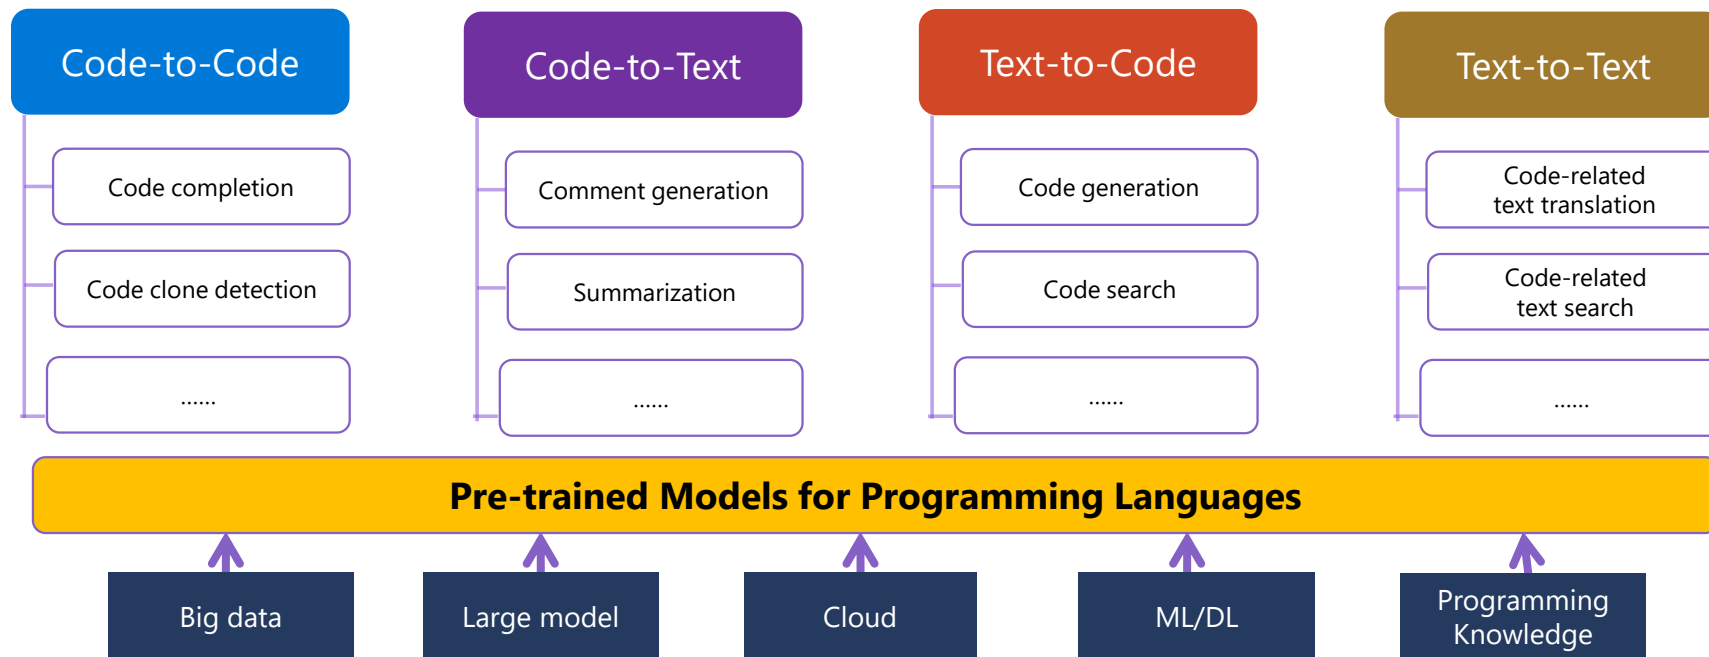 Code-to-Code
Code completion
Code clone detection
......
Code-to-Text
Comment generation
Summarization
......
Text-to-Code
Code generation
Code search
......
Text-to-Text
Code-related
text translation
Code-related
text search
......
Pre-trained Models for Programming Languages
Big data
Large model
Cloud
ML/DL
Programming
Knowledge